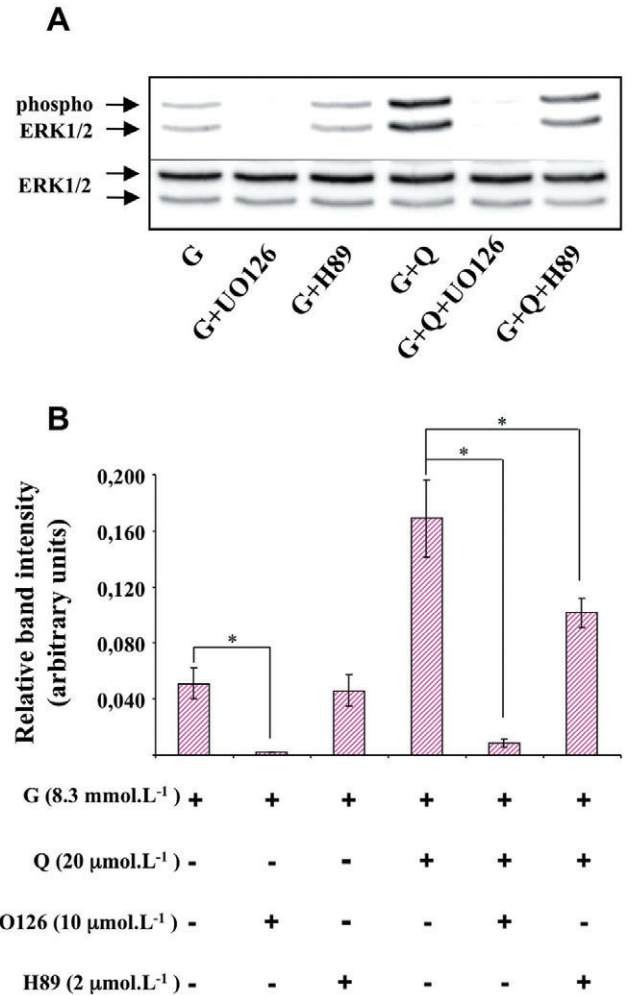 A
phospho
ERK1/2
ERK1/2
G
G+UO126
G+H89
G+Q
G+Q+UO126
G+Q+H89
B
Relative band intensity
(arbitrary units)
0,200
0,160
0,120
0,080
0,040
*
*
*
G (8.3 mmol.L⁻¹) + + + + + +
Q (20 µmol.L⁻¹) - - - + + +
O126 (10 µmol.L⁻¹) - + - - + -
H89 (2 µmol.L⁻¹) - - + - - +